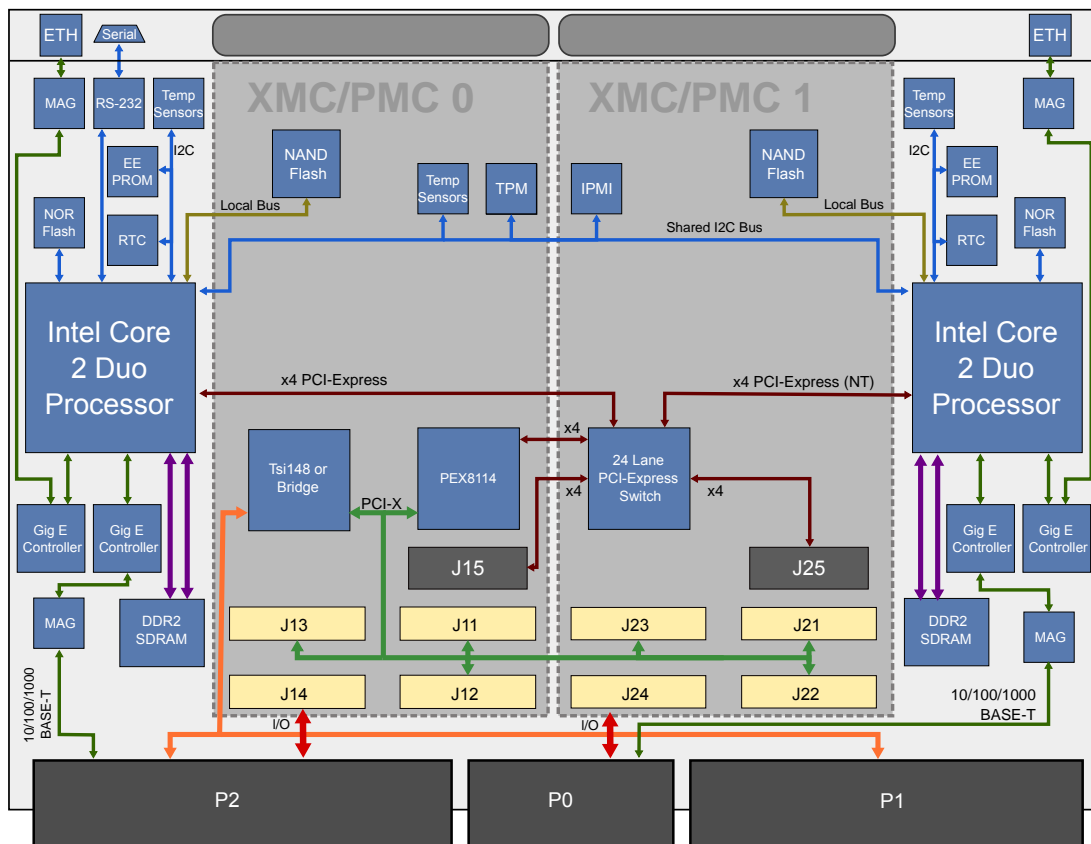 ETH
Serial
ETH
MAG
RS-232
Temp
Sensors
XMC/PMC 0
XMC/PMC 1
Temp
Sensors
MAG
I2C
I2C
EE
PROM
NAND
Flash
NAND
Flash
EE
PROM
Temp
Sensors
TPM
IPMI
NOR
Flash
Local Bus
Local Bus
NOR
Flash
RTC
Shared I2C Bus
RTC
Intel Core
2 Duo
Processor
Intel Core
2 Duo
Processor
x4 PCI-Express
x4 PCI-Express (NT)
x4
Tsi148 or
Bridge
PEX8114
24 Lane
PCI-Express
Switch
x4
x4
PCI-X
Gig E
Controller
Gig E
Controller
Gig E
Controller
Gig E
Controller
J15
J25
MAG
DDR2
SDRAM
J13
J11
J23
J21
DDR2
SDRAM
MAG
J14
J12
J24
J22
10/100/1000
BASE-T
10/100/1000
BASE-T
I/O
I/O
P2
P0
P1